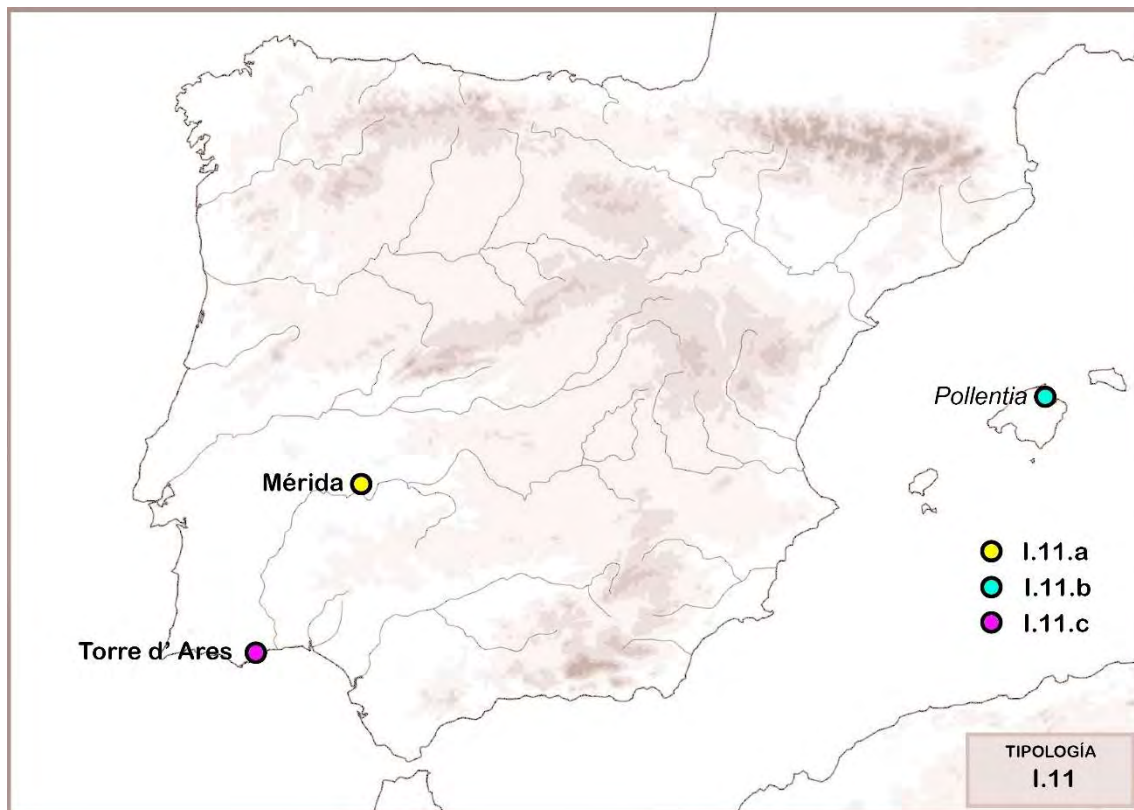 Pollentia
Mérida
I.11.a
I.11.b
I.11.c
Torre d' Ares
TIPOLOGÍA
I.11